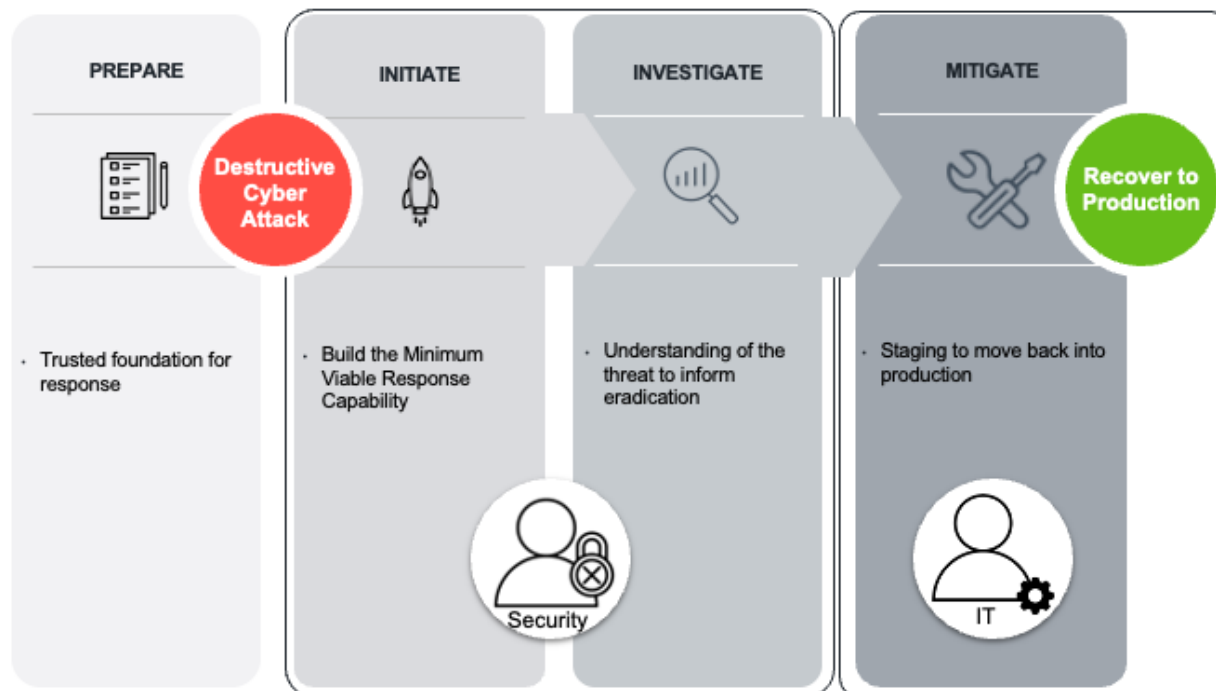 PREPARE
INITIATE
INVESTIGATE
MITIGATE
Destructive
Cyber
Attack
Recover to
Production
· Trusted foundation for
response
· Build the Minimum
Viable Response
Capability
· Understanding of the
threat to inform
eradication
· Staging to move back into
production
Security
IT